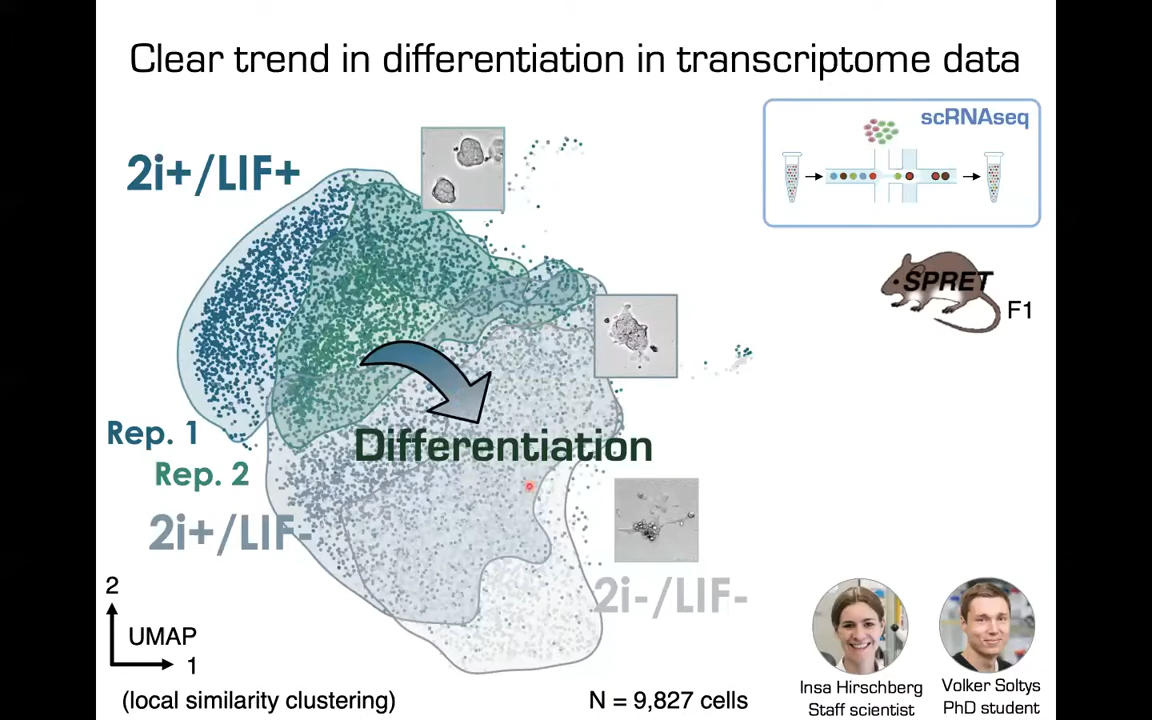 Clear trend in differentiation in transcriptome data
scRNAseq
2i+/LIF+
SPRET
F1
Rep. 1
Differentiation
Rep. 2
2i+/LIF-
2i-/LIF-
2
UMAP
1
(local similarity clustering)
N = 9,827 cells
Insa Hirschberg
Staff scientist
Volker Soltys
PhD student